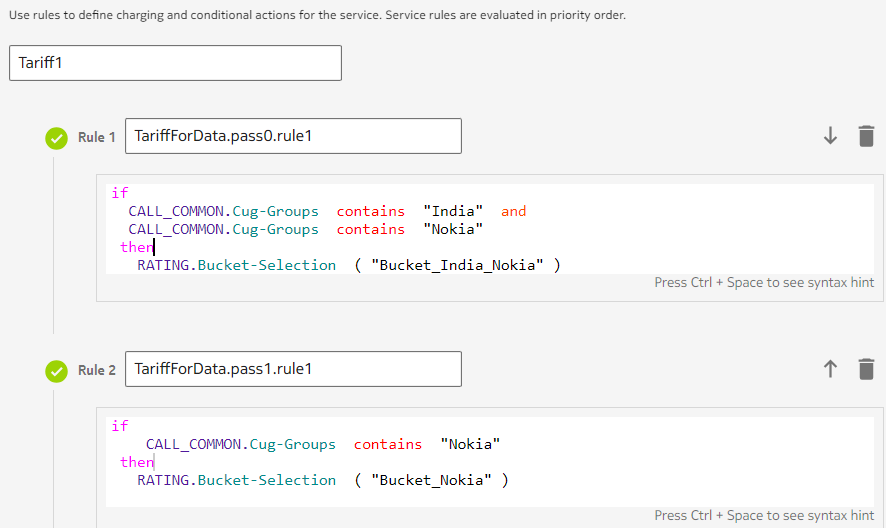 Use rules to define charging and conditional actions for the service. Service rules are evaluated in priority order.
Tariff1
Rule 1 TariffForData.pass0.rule1
if
CALL_COMMON.Cug-Groups contains "India" and
CALL_COMMON.Cug-Groups contains "Nokia"
then
RATING.Bucket-Selection ( "Bucket_India_Nokia" )
Press Ctrl + Space to see syntax hint
Rule 2 TariffForData.pass1.rule1
if
CALL_COMMON.Cug-Groups contains "Nokia"
then
RATING.Bucket-Selection ( "Bucket_Nokia" )
Press Ctrl + Space to see syntax hint